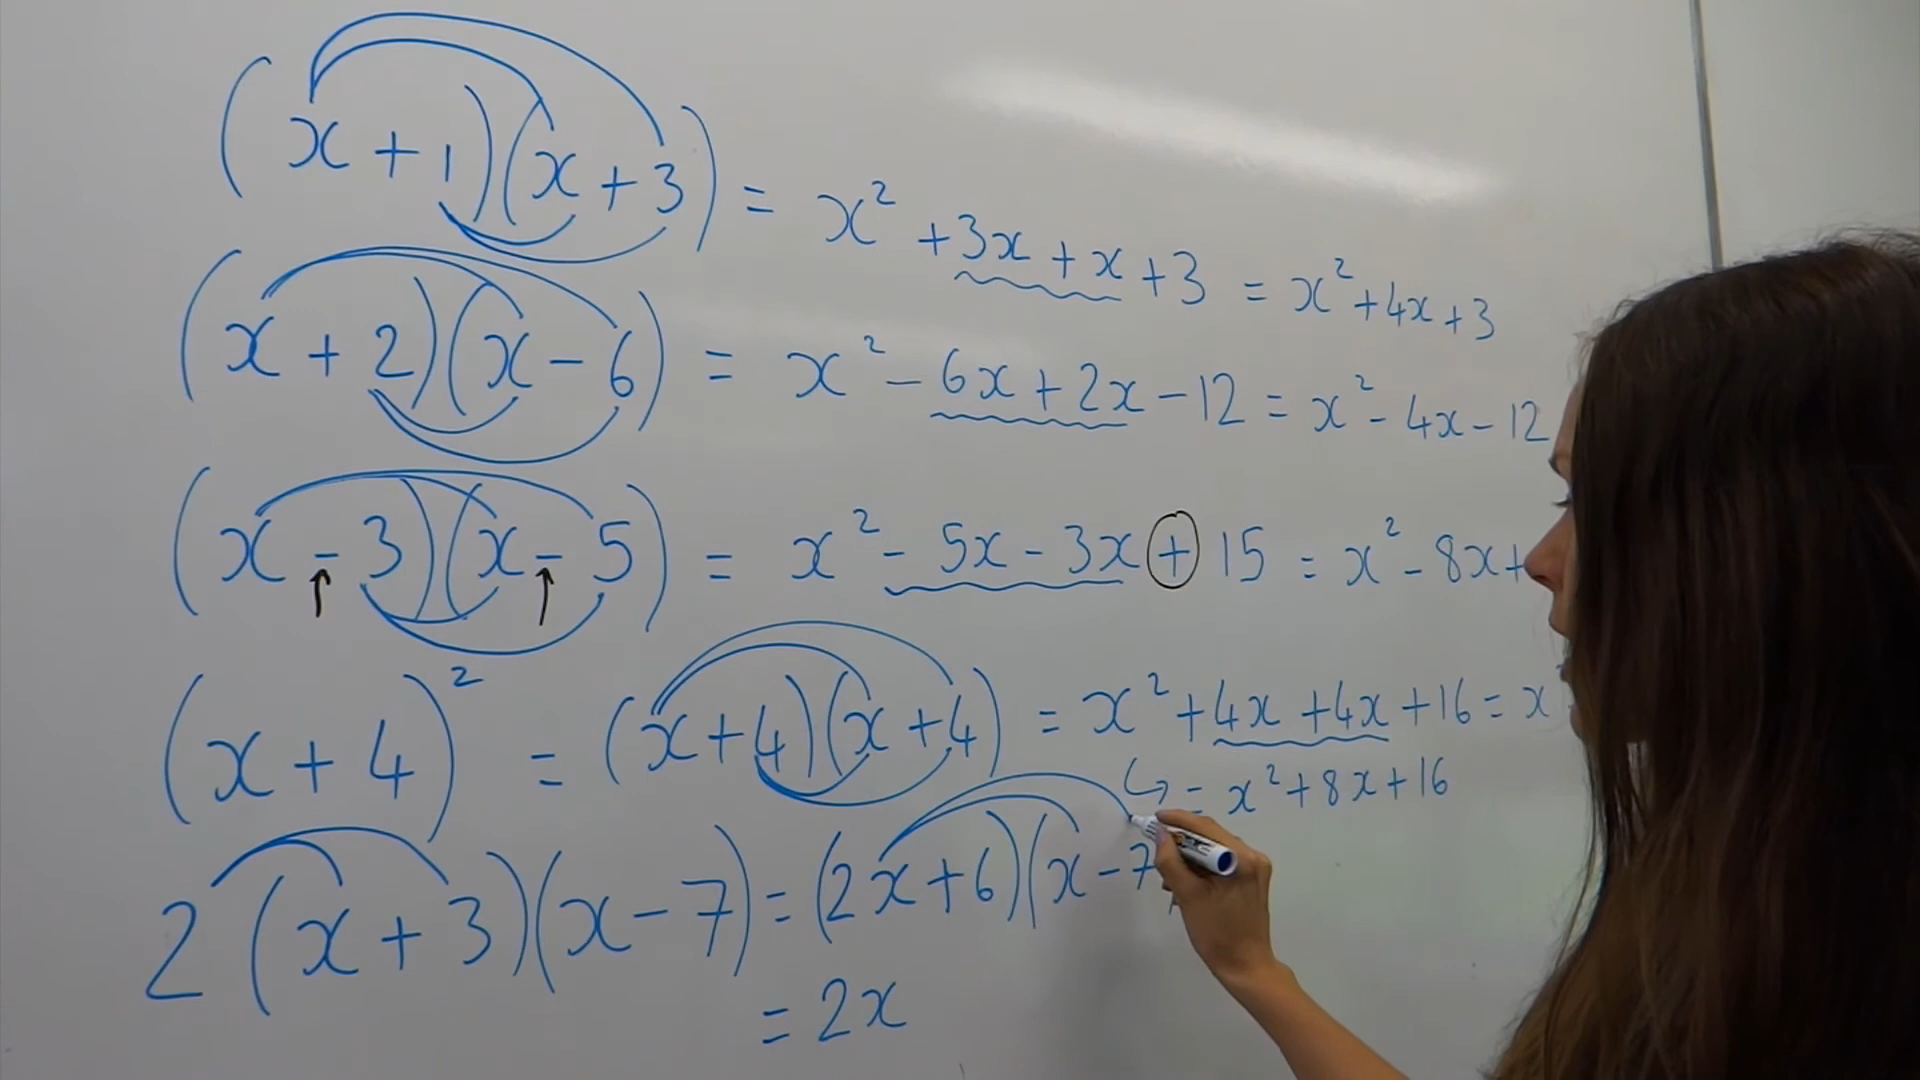 (x + 1)(x + 3) = x² + 3x + x + 3 = x² + 4x + 3
(x + 2)(x - 6) = x² - 6x + 2x - 12 = x² - 4x - 12
(x - 3)(x - 5) = x² - 5x - 3x + 15 = x² - 8x +
(x + 4)² = (x + 4)(x + 4) = x² + 4x + 4x + 16 = x
↪ = x² + 8x + 16
2(x + 3)(x - 7) = (2x + 6)(x - 7
= 2x